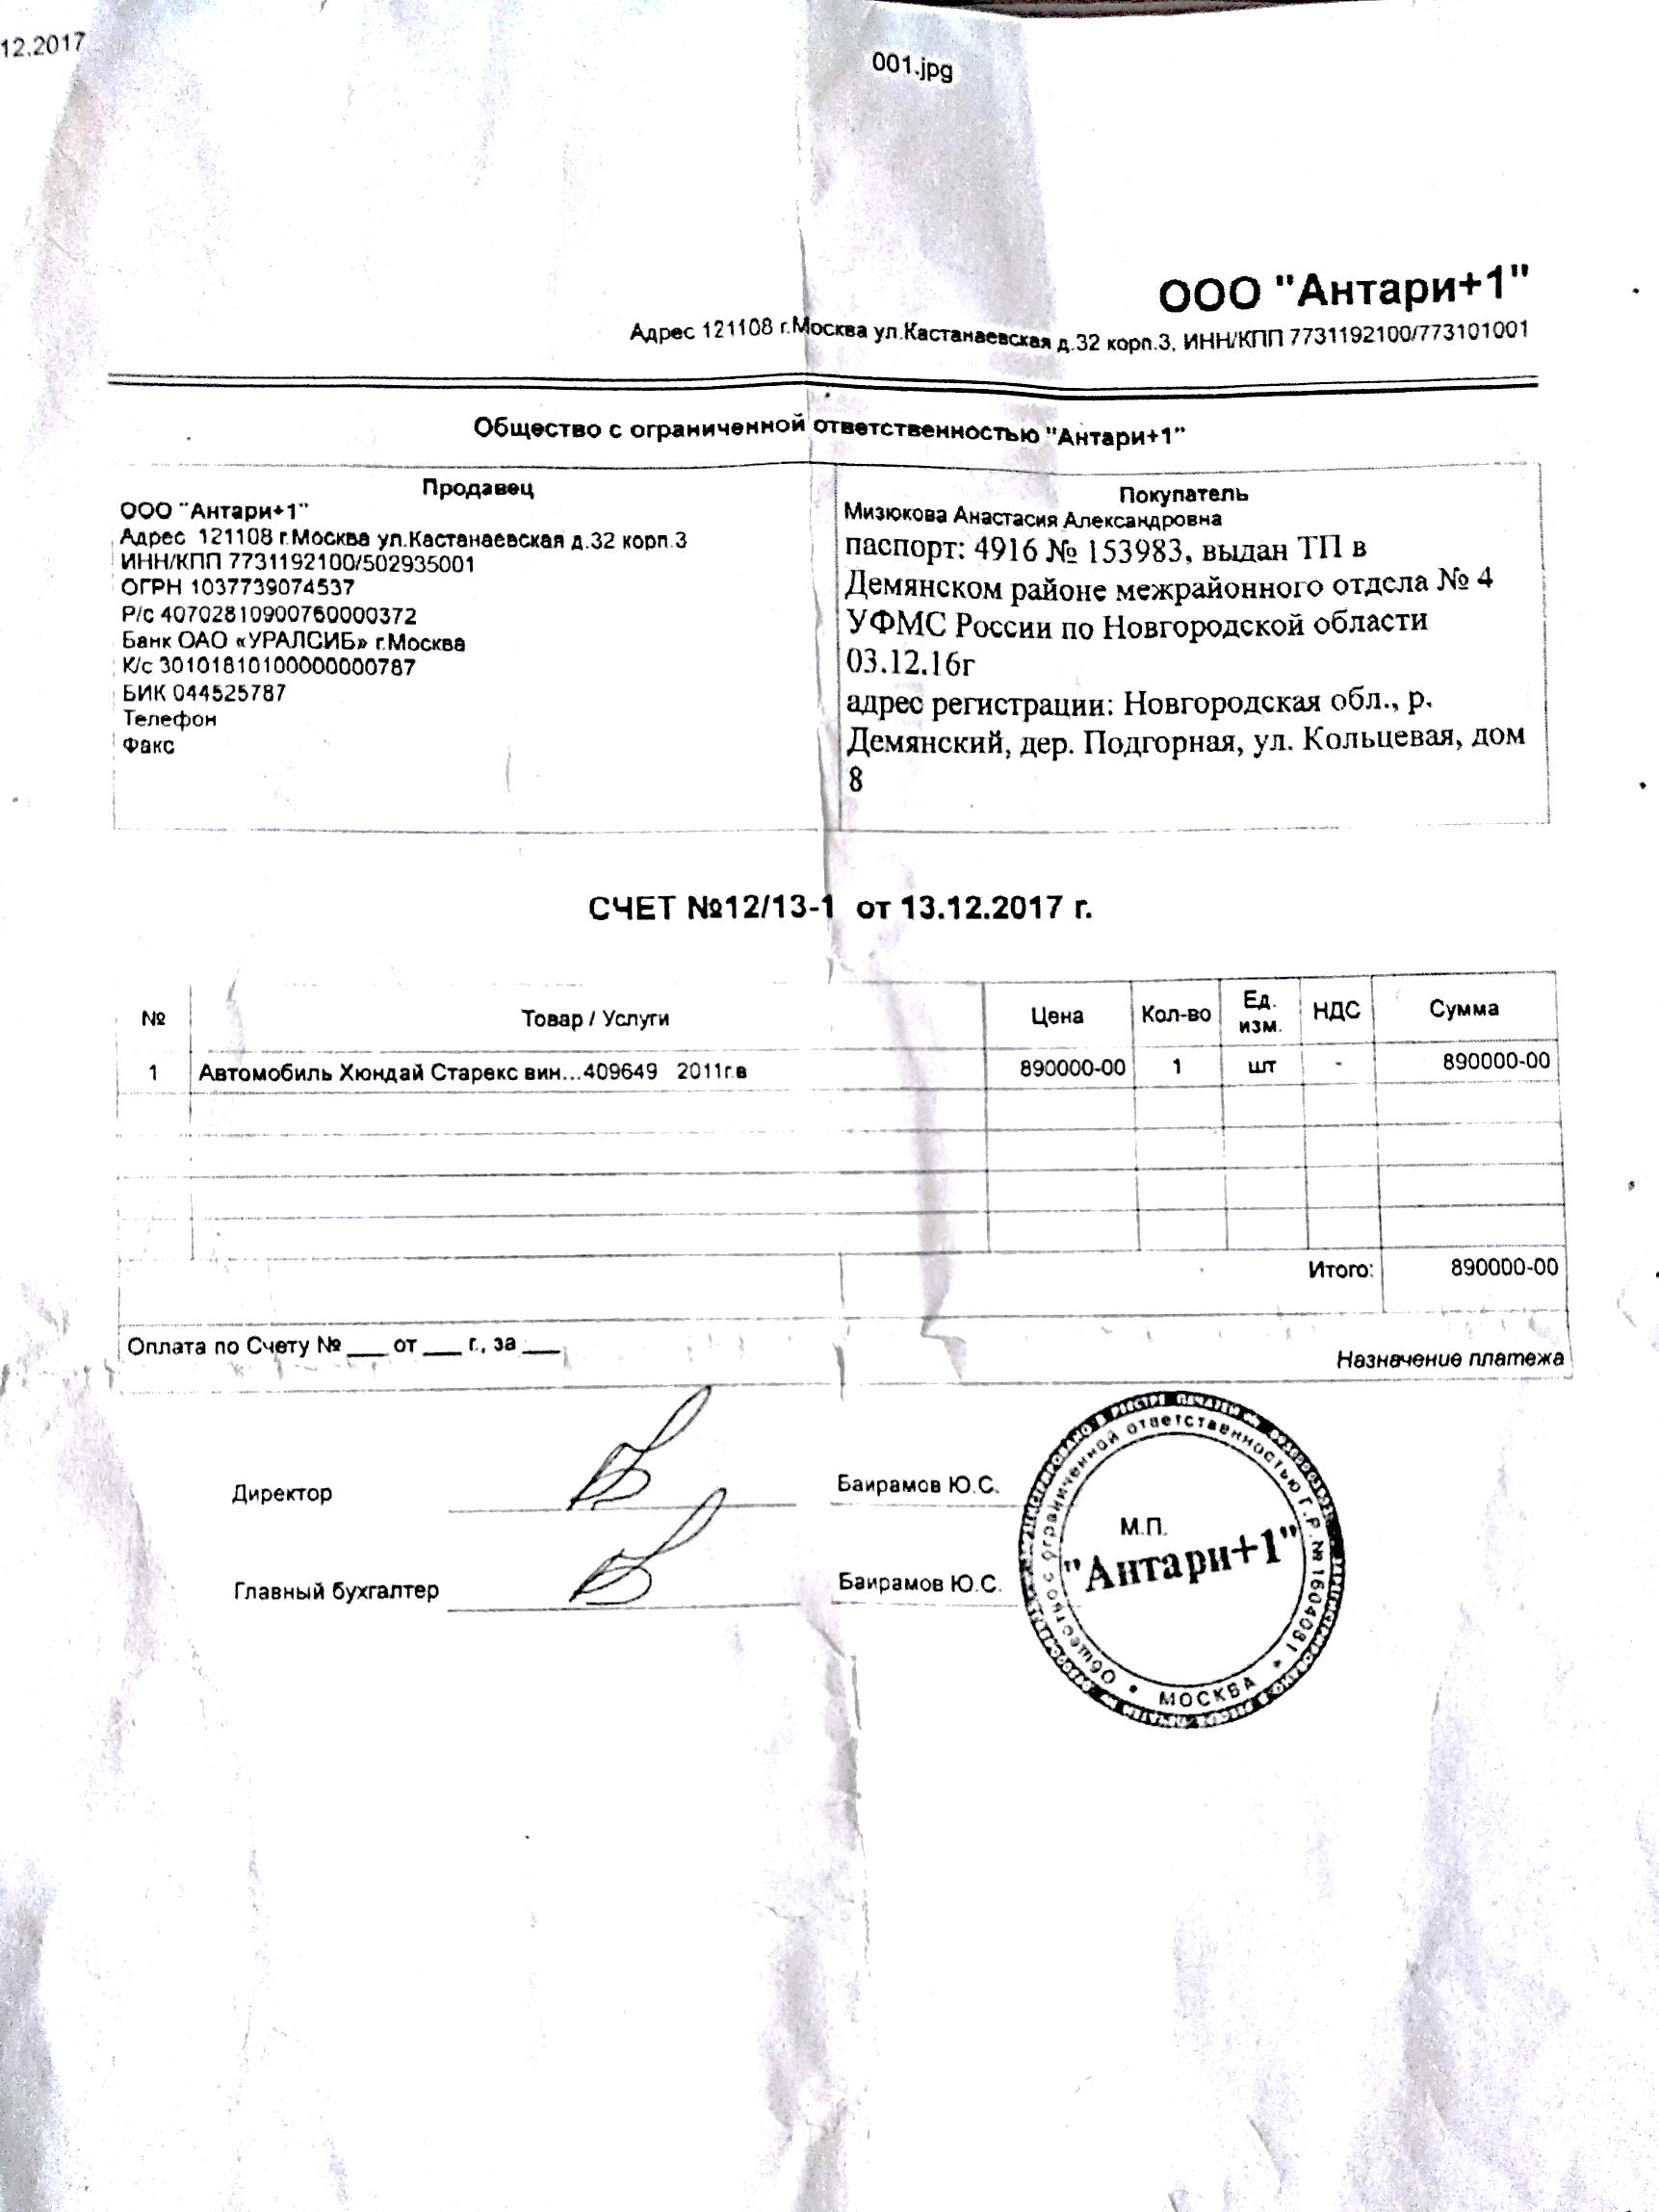 12.2017
001.jpg
ООО "Антари+1"
Адрес 121108 г.Москва ул.Кастанаевская д.32 корп.3, ИНН/КПП 7731192100/773101001
Общество с ограниченной ответственностью "Антари+1"
Продавец
ООО "Антари+1"
Адрес 121108 г.Москва ул.Кастанаевская д.32 корп.3
ИНН/КПП 7731192100/502935001
ОГРН 1037739074537
Р/с 40702810900760000372
Банк ОАО «УРАЛСИБ» г.Москва
К/с 30101810100000000787
БИК 044525787
Телефон
Факс
Покупатель
Мизюкова Анастасия Александровна
паспорт: 4916 № 153983, выдан ТП в
Демянском районе межрайонного отдела № 4
УФМС России по Новгородской области
03.12.16г
адрес регистрации: Новгородская обл., р.
Демянский, дер. Подгорная, ул. Кольцевая, дом
8
СЧЕТ №12/13-1 от 13.12.2017 г.
№ Товар / Услуги Цена Кол-во Ед. изм. НДС Сумма
1 Автомобиль Хюндай Старекс вин...409649 2011г.в 890000-00 1 шт - 890000-00
Итого: 890000-00
Оплата по Счету № ___ от ___ г., за ___
Назначение платежа
Директор Баирамов Ю.С.
Главный бухгалтер Баирамов Ю.С.
М.П.
"Антари+1"
Общество с ограниченной ответственностью Г.Р.№1604081
МОСКВА